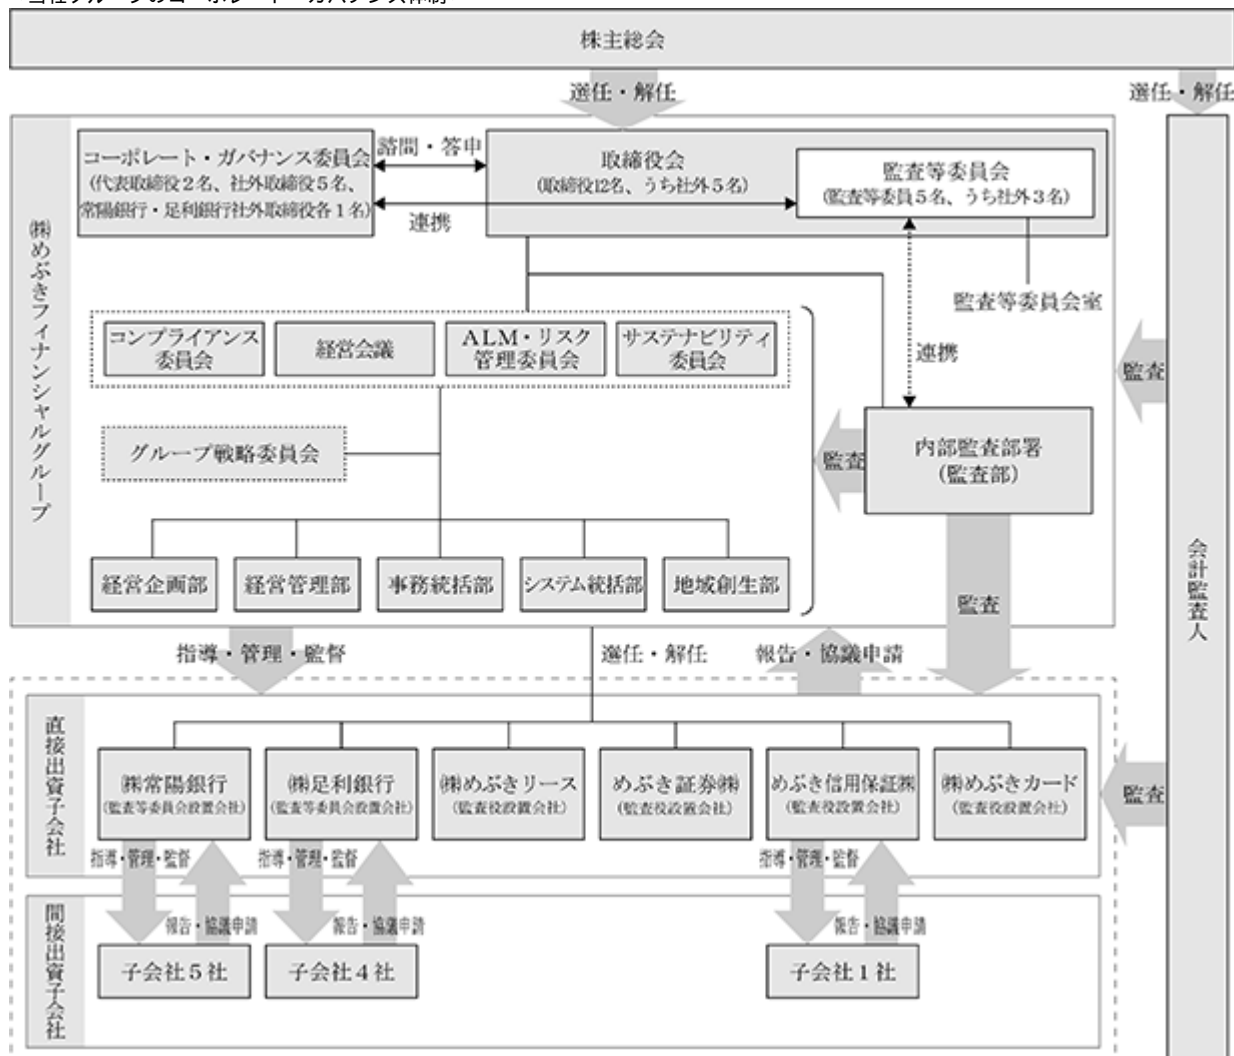 当社グループのコーポレート・ガバナンス体制
株主総会
選任・解任
選任・解任
㈱めぶきフィナンシャルグループ
コーポレート・ガバナンス委員会
(代表取締役2名、社外取締役5名、
常陽銀行・足利銀行社外取締役各1名)
諮問・答申
連携
取締役会
(取締役12名、うち社外5名)
監査等委員会
(監査等委員5名、うち社外3名)
監査等委員会室
連携
コンプライアンス
委員会
経営会議
ALM・リスク
管理委員会
サステナビリティ
委員会
監査
グループ戦略委員会
監査
内部監査部署
(監査部)
経営企画部
経営管理部
事務統括部
システム統括部
地域創生部
監査
会計監査人
指導・管理・監督
選任・解任
報告・協議申請
直接出資子会社
㈱常陽銀行
(監査等委員会設置会社)
㈱足利銀行
(監査等委員会設置会社)
㈱めぶきリース
(監査役設置会社)
めぶき証券㈱
(監査役設置会社)
めぶき信用保証㈱
(監査役設置会社)
㈱めぶきカード
(監査役設置会社)
監査
指導・管理・監督
指導・管理・監督
指導・管理・監督
間接出資子会社
報告・協議申請
報告・協議申請
報告・協議申請
子会社5社
子会社4社
子会社1社